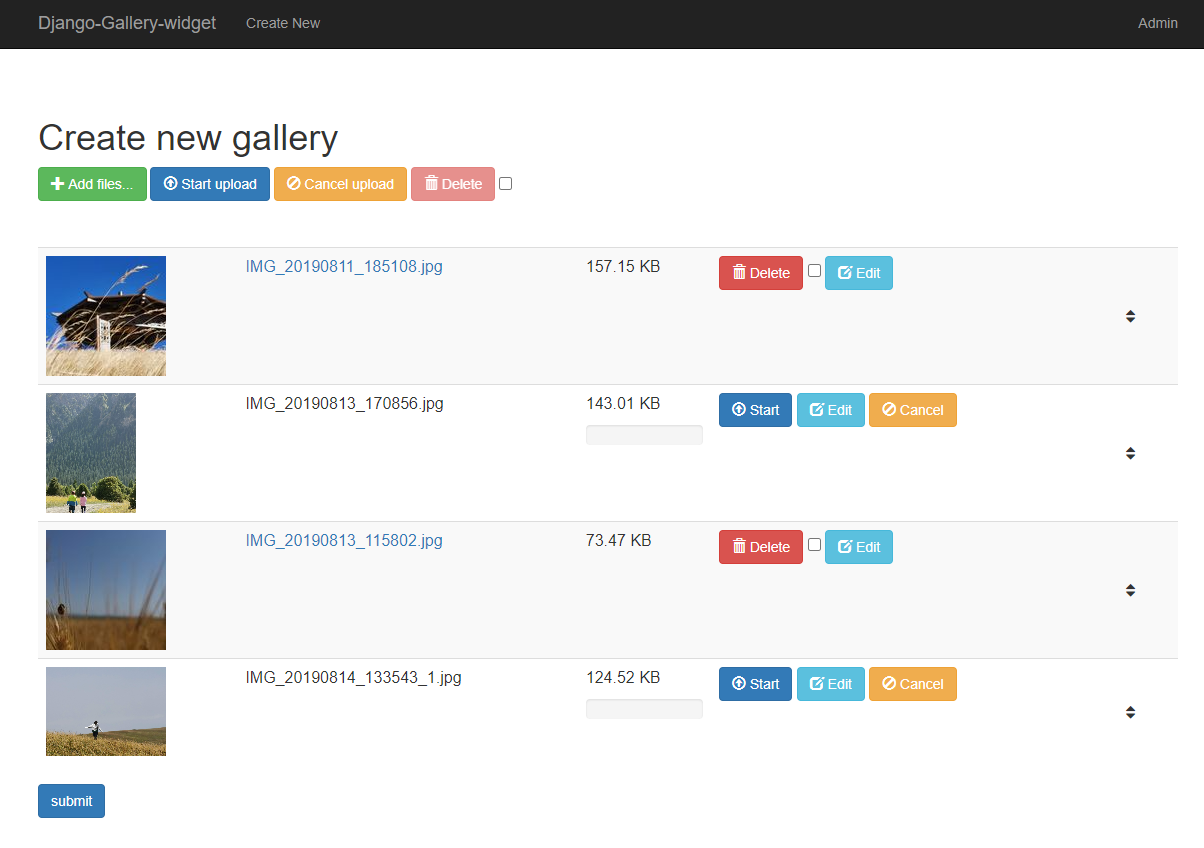 Django-Gallery-widget Create New Admin
Create new gallery
Add files... Start upload Cancel upload Delete
IMG_20190811_185108.jpg 157.15 KB Delete Edit
IMG_20190813_170856.jpg 143.01 KB Start Edit Cancel
IMG_20190813_115802.jpg 73.47 KB Delete Edit
IMG_20190814_133543_1.jpg 124.52 KB Start Edit Cancel
submit